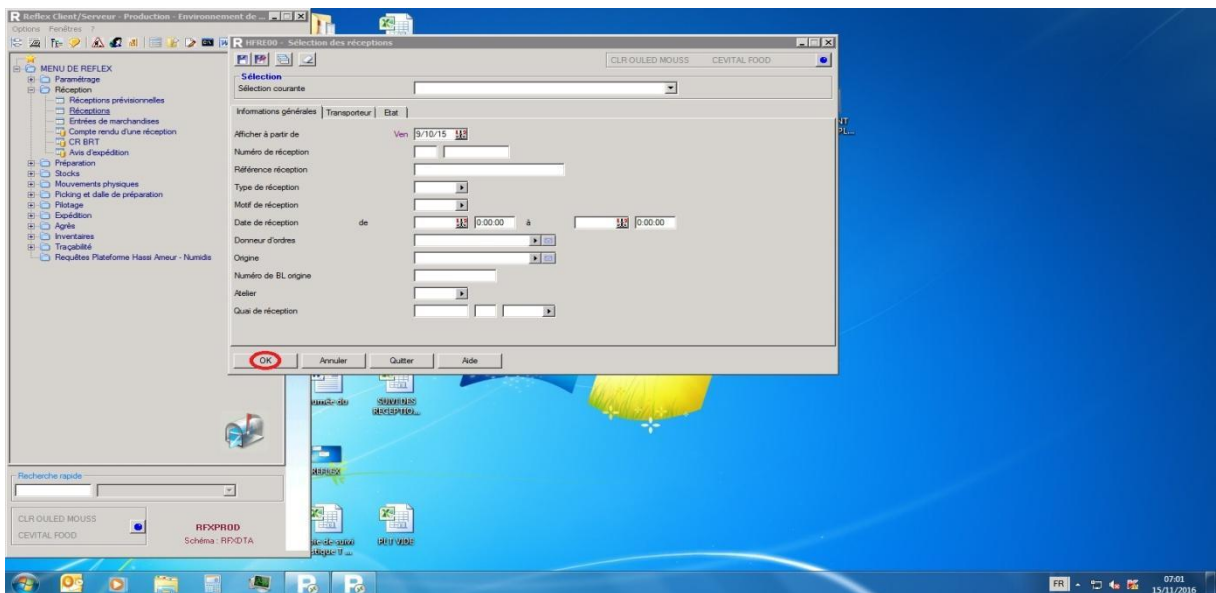 Reflex Client/Serveur - Production - Environnement de ...
Options Fenêtres ?
MENU DE REFLEX
Paramétrage
Réception
Réceptions prévisionnelles
Réceptions
Entrées de marchandises
Compte rendu d'une réception
CR BRT
Avis d'expédition
Préparation
Stocks
Mouvements physiques
Picking et dalle de préparation
Pilotage
Expédition
Agrès
Inventaires
Traçabilité
Requêtes Plateforme Hassi Ameur - Numidis
Recherche rapide
CLR OULED MOUSS
CEVITAL FOOD
RFXPROD
Schéma : RFXDTA
HFRE00 - Sélection des réceptions
CLR OULED MOUSS CEVITAL FOOD
Sélection
Sélection courante
Informations générales Transporteur Etat
Afficher à partir de Ven 9/10/15
Numéro de réception
Référence réception
Type de réception
Motif de réception
Date de réception de 0:00:00 à 0:00:00
Donneur d'ordres
Origine
Numéro de BL origine
Atelier
Quai de réception
OK Annuler Quitter Aide
SUIVI DES
RECEPTIO...
REFLEX
PLT VIDE
FR
07:01
15/11/2016